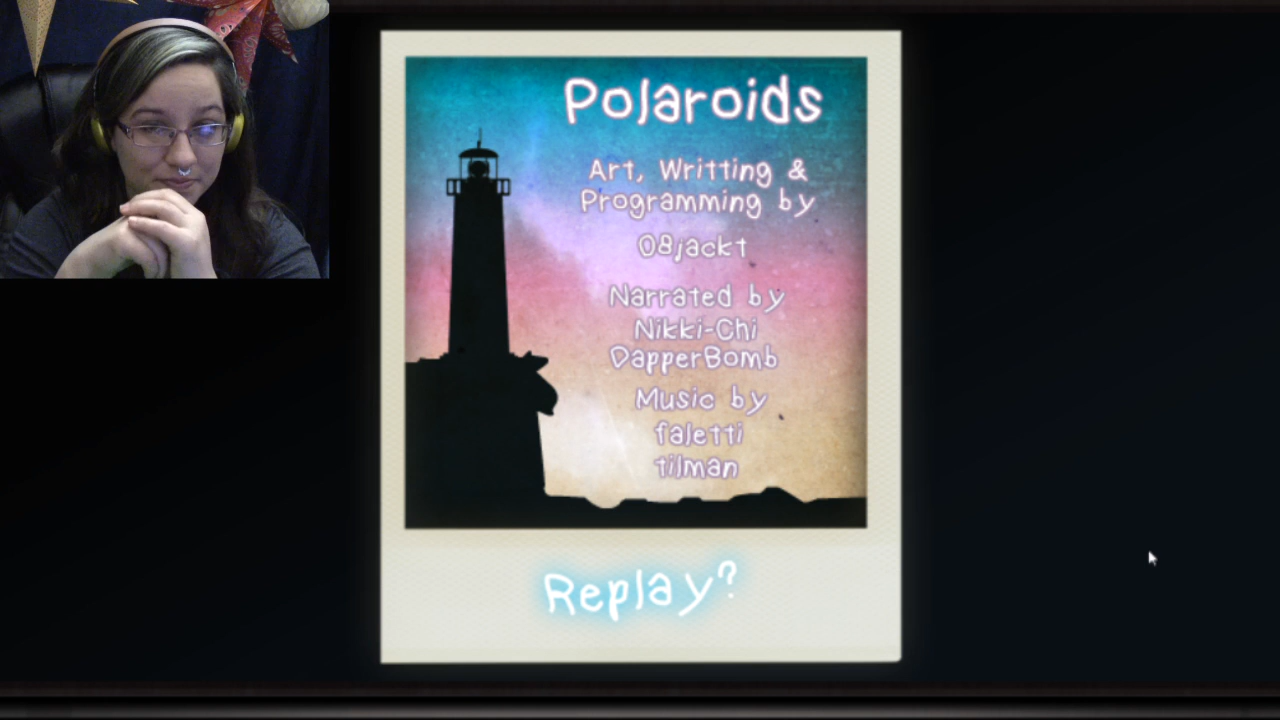 Polaroids
Art, Writting &
Programming by
08jackt
Narrated by
Nikki-Chi
DapperBomb
Music by
faletti
tilman
Replay?